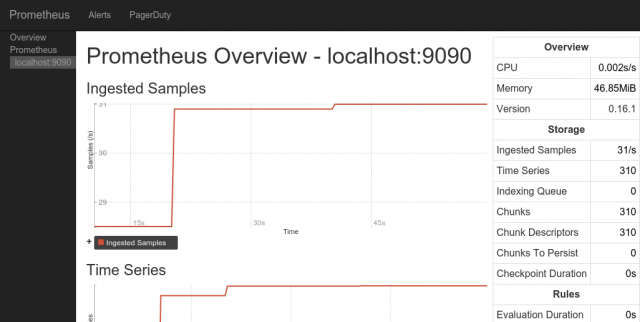 Prometheus Alerts PagerDuty
Overview
Prometheus
localhost:9090
Prometheus Overview - localhost:9090
Ingested Samples
31
30
29
Samples (/s)
15s 30s 45s
Time
+ Ingested Samples
Time Series
Overview
CPU 0.002s/s
Memory 46.85MiB
Version 0.16.1
Storage
Ingested Samples 31/s
Time Series 310
Indexing Queue 0
Chunks 310
Chunk Descriptors 310
Chunks To Persist 0
Checkpoint Duration 0s
Rules
Evaluation Duration 0s